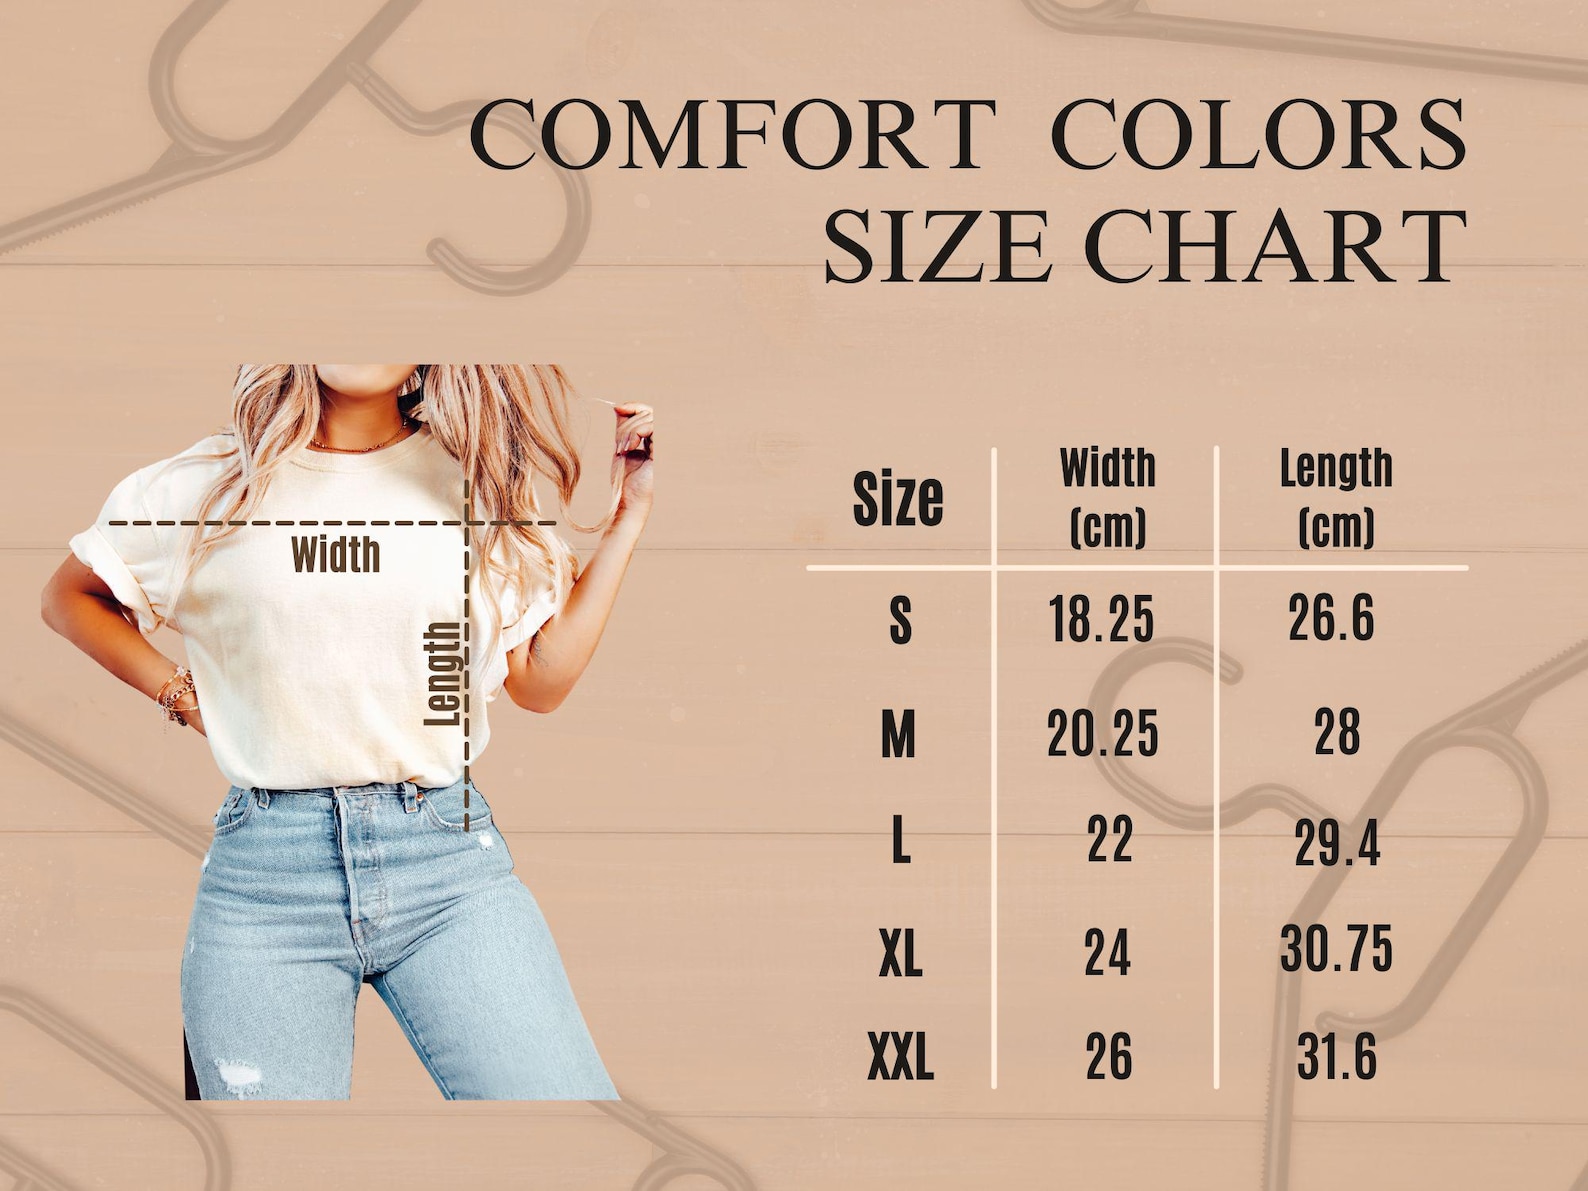 COMFORT COLORS
SIZE CHART
Width
Length
Size Width (cm) Length (cm)
S 18.25 26.6
M 20.25 28
L 22 29.4
XL 24 30.75
XXL 26 31.6